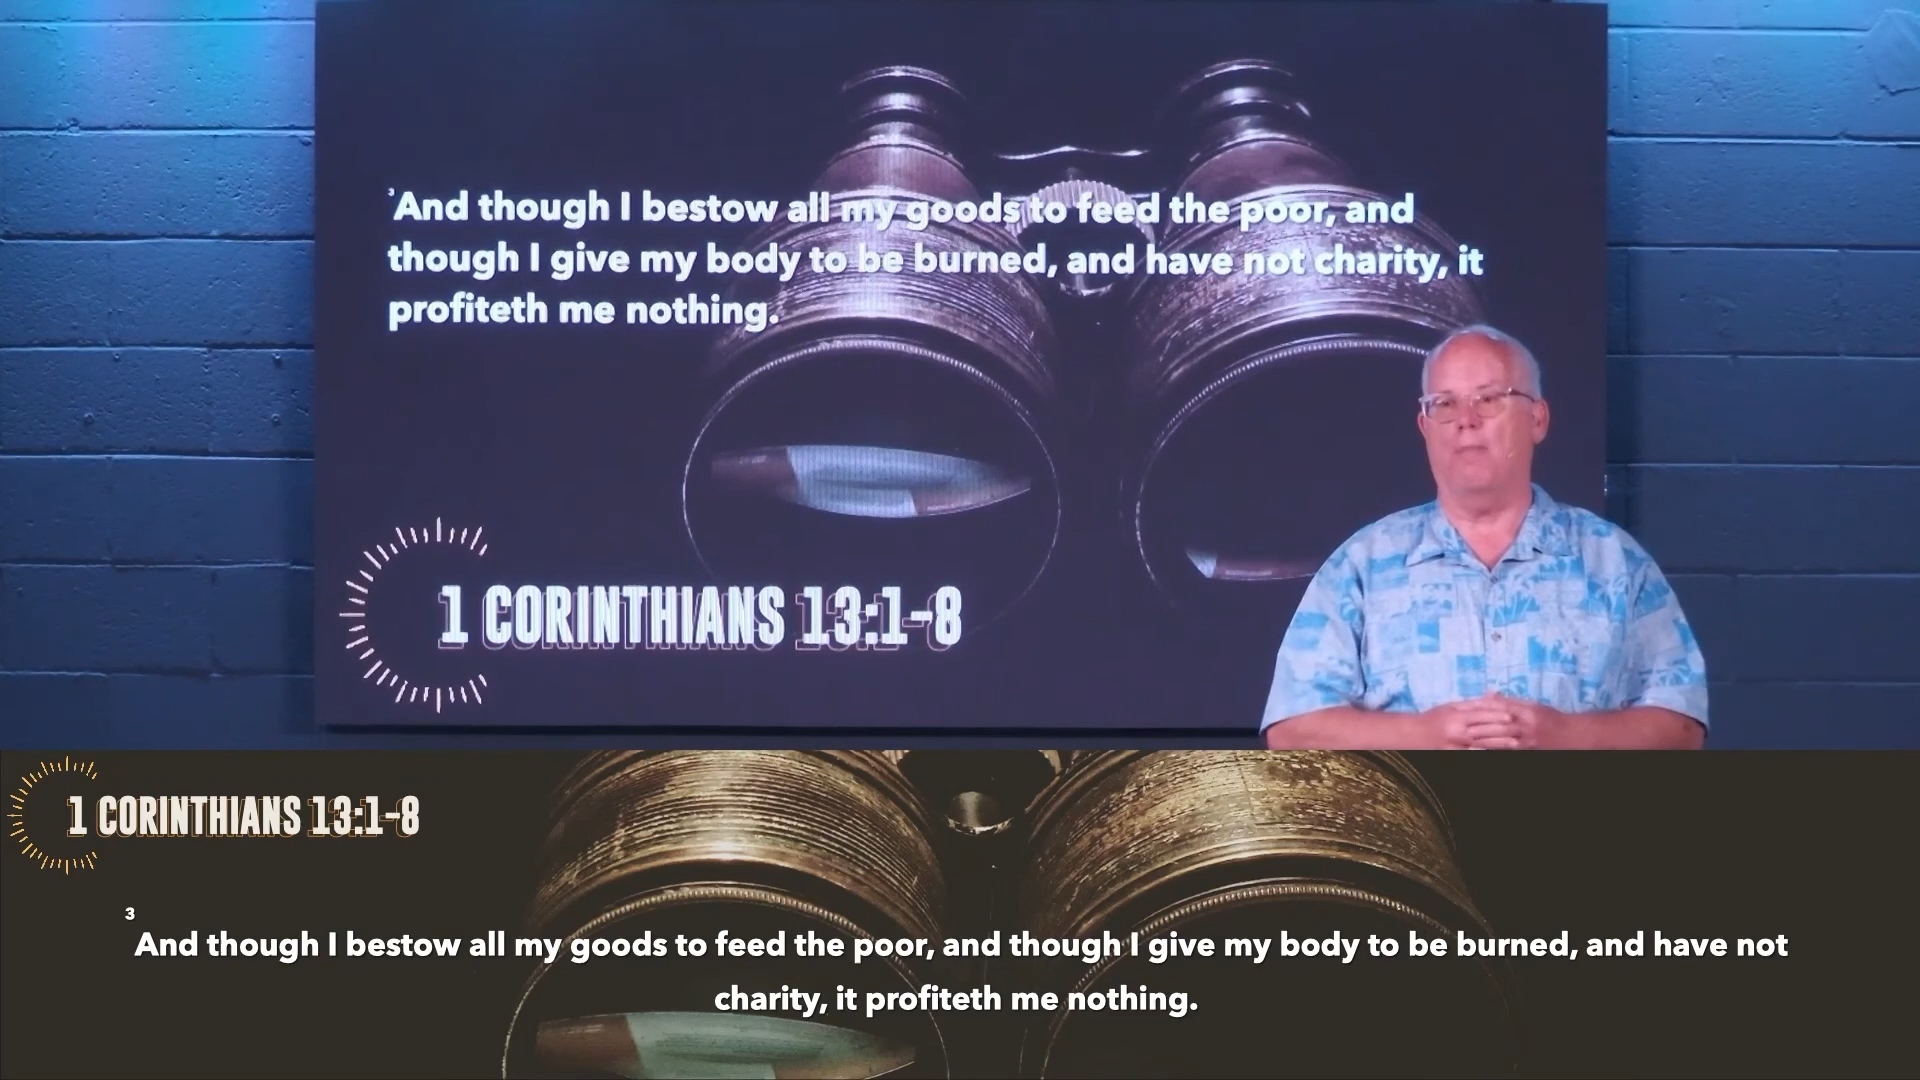 ³And though I bestow all my goods to feed the poor, and
though I give my body to be burned, and have not charity, it
profiteth me nothing.
1 CORINTHIANS 13:1-8
1 CORINTHIANS 13:1-8
3
And though I bestow all my goods to feed the poor, and though I give my body to be burned, and have not
charity, it profiteth me nothing.